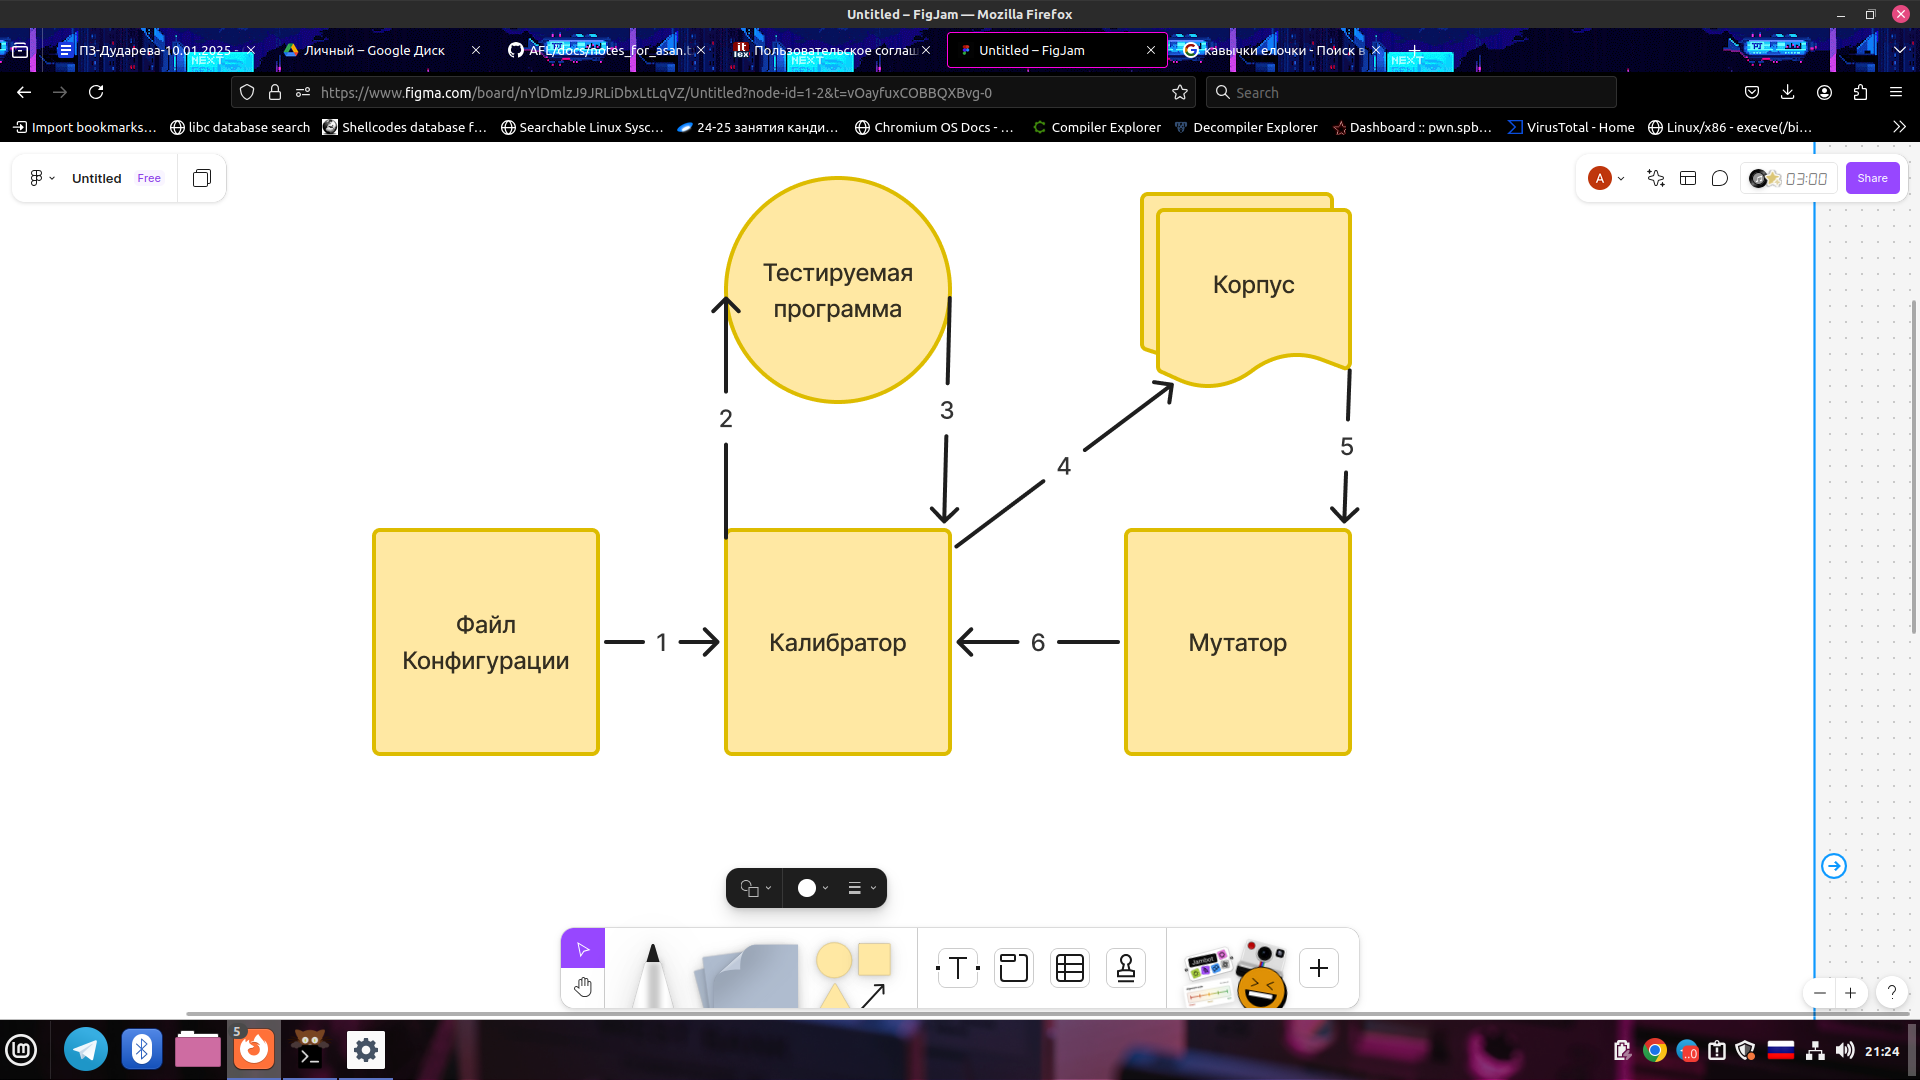 Untitled – FigJam — Mozilla Firefox
ПЗ-Дударева-10.01.2025 -
Личный – Google Диск
AFL/docs/notes_for_asan.t
Пользовательское соглаш
Untitled – FigJam
кавычки елочки - Поиск в
https://www.figma.com/board/nYlDmlzJ9JRLiDbxLtLqVZ/Untitled?node-id=1-2&t=vOayfuxCOBBQXBvg-0
Search
Import bookmarks…
libc database search
Shellcodes database f…
Searchable Linux Sysc…
24-25 занятия канди…
Chromium OS Docs - …
Compiler Explorer
Decompiler Explorer
Dashboard :: pwn.spb…
VirusTotal - Home
Linux/x86 - execve(/bi…
Untitled
Free
A
03:00
Share
Тестируемая
программа
Корпус
2
3
4
5
Файл
Конфигурации
1
Калибратор
6
Мутатор
Jambot
5
21:24